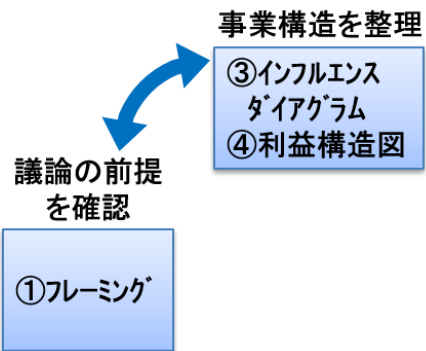 事業構造を整理
③インフルエンス
ダイアグラム
④利益構造図
議論の前提
を確認
①フレーミング